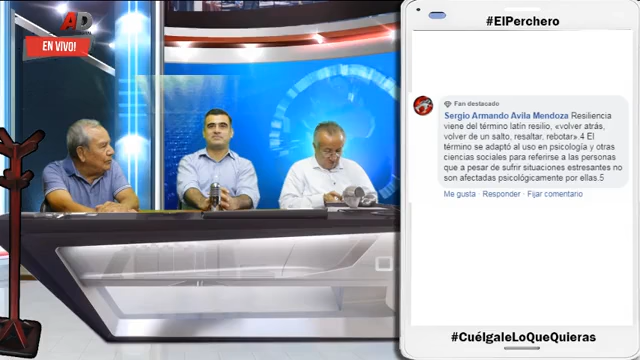 AD
EN VIVO!
#ElPerchero
Fan destacado
Sergio Armando Avila Mendoza Resiliencia
viene del término latín resilio, «volver atrás,
volver de un salto, resaltar, rebotar».4 El
término se adaptó al uso en psicología y otras
ciencias sociales para referirse a las personas
que a pesar de sufrir situaciones estresantes no
son afectadas psicológicamente por ellas.5
Me gusta · Responder · Fijar comentario
#CuélgaleLoQueQuieras